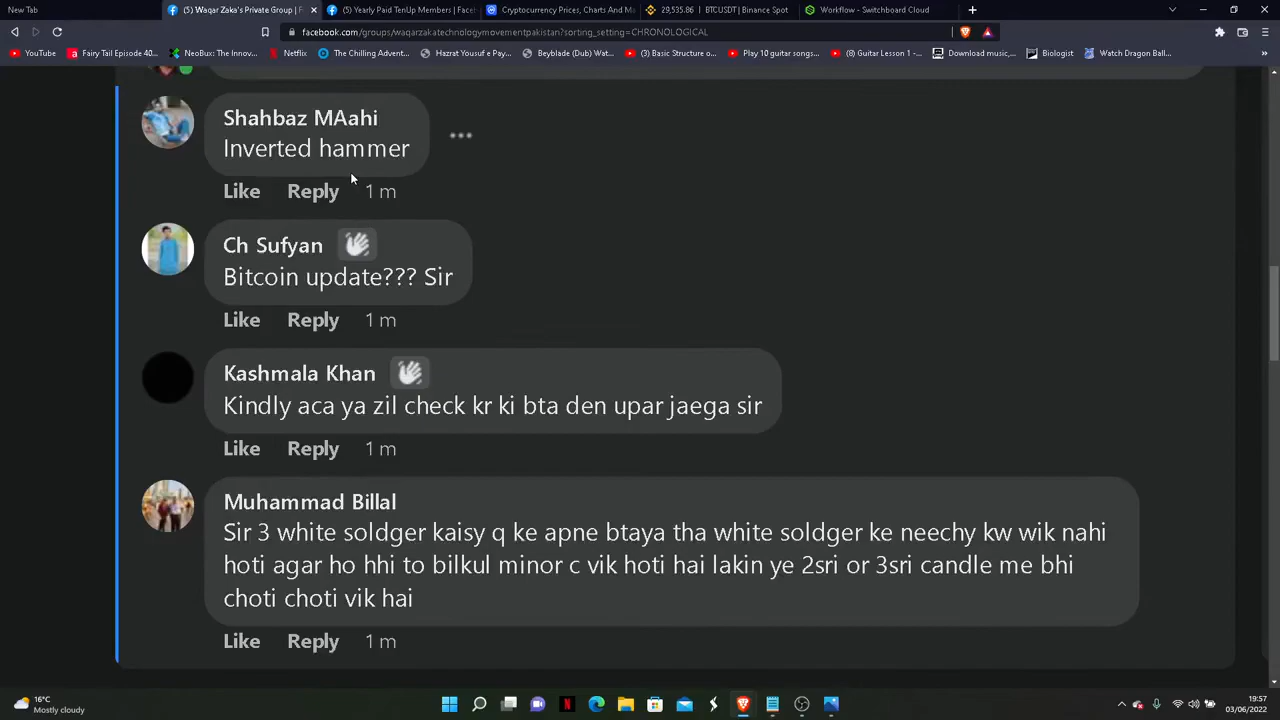 New Tab
(5) Waqar Zaka's Private Group | F
(5) Yearly Paid TenUp Members | Facel
Cryptocurrency Prices, Charts And Ma
29,535.86 | BTCUSDT | Binance Spot
Workflow - Switchboard Cloud
facebook.com/groups/waqarzakatechnologymovementpakistan?sorting_setting=CHRONOLOGICAL
YouTube
Fairy Tail Episode 40...
NeoBux: The Innov...
Netflix
The Chilling Advent...
Hazrat Yousuf e Pay...
Beyblade (Dub) Wat...
(3) Basic Structure o...
Play 10 guitar songs...
(8) Guitar Lesson 1 -...
Download music,...
Biologist
Watch Dragon Ball...
Shahbaz MAahi
Inverted hammer
Like Reply 1 m
Ch Sufyan
Bitcoin update??? Sir
Like Reply 1 m
Kashmala Khan
Kindly aca ya zil check kr ki bta den upar jaega sir
Like Reply 1 m
Muhammad Billal
Sir 3 white soldger kaisy q ke apne btaya tha white soldger ke neechy kw wik nahi
hoti agar ho hhi to bilkul minor c vik hoti hai lakin ye 2sri or 3sri candle me bhi
choti choti vik hai
Like Reply 1 m
16°C
Mostly cloudy
19:57
03/06/2022